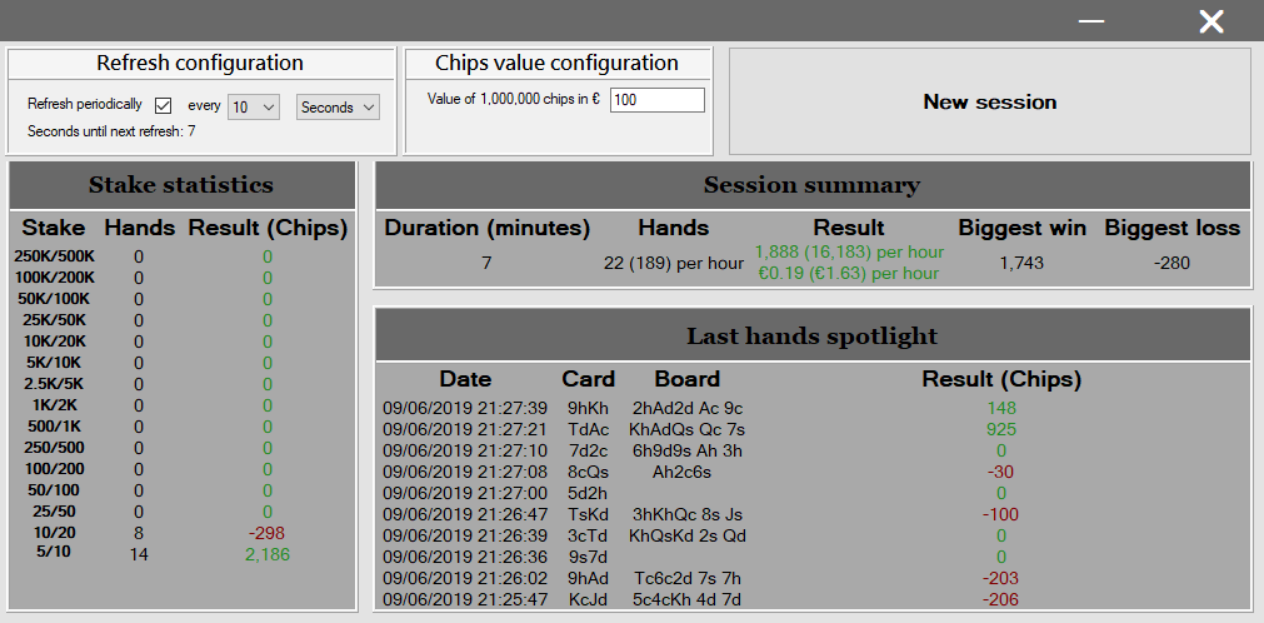 Refresh configuration
Refresh periodically every 10 Seconds
Seconds until next refresh: 7
Chips value configuration
Value of 1,000,000 chips in € 100
New session
Stake statistics
Stake Hands Result (Chips)
250K/500K 0 0
100K/200K 0 0
50K/100K 0 0
25K/50K 0 0
10K/20K 0 0
5K/10K 0 0
2.5K/5K 0 0
1K/2K 0 0
500/1K 0 0
250/500 0 0
100/200 0 0
50/100 0 0
25/50 0 0
10/20 8 -298
5/10 14 2,186
Session summary
Duration (minutes) Hands Result Biggest win Biggest loss
7 22 (189) per hour 1,888 (16,183) per hour 1,743 -280
€0.19 (€1.63) per hour
Last hands spotlight
Date Card Board Result (Chips)
09/06/2019 21:27:39 9hKh 2hAd2d Ac 9c 148
09/06/2019 21:27:21 TdAc KhAdQs Qc 7s 925
09/06/2019 21:27:10 7d2c 6h9d9s Ah 3h 0
09/06/2019 21:27:08 8cQs Ah2c6s -30
09/06/2019 21:27:00 5d2h 0
09/06/2019 21:26:47 TsKd 3hKhQc 8s Js -100
09/06/2019 21:26:39 3cTd KhQsKd 2s Qd 0
09/06/2019 21:26:36 9s7d 0
09/06/2019 21:26:02 9hAd Tc6c2d 7s 7h -203
09/06/2019 21:25:47 KcJd 5c4cKh 4d 7d -206